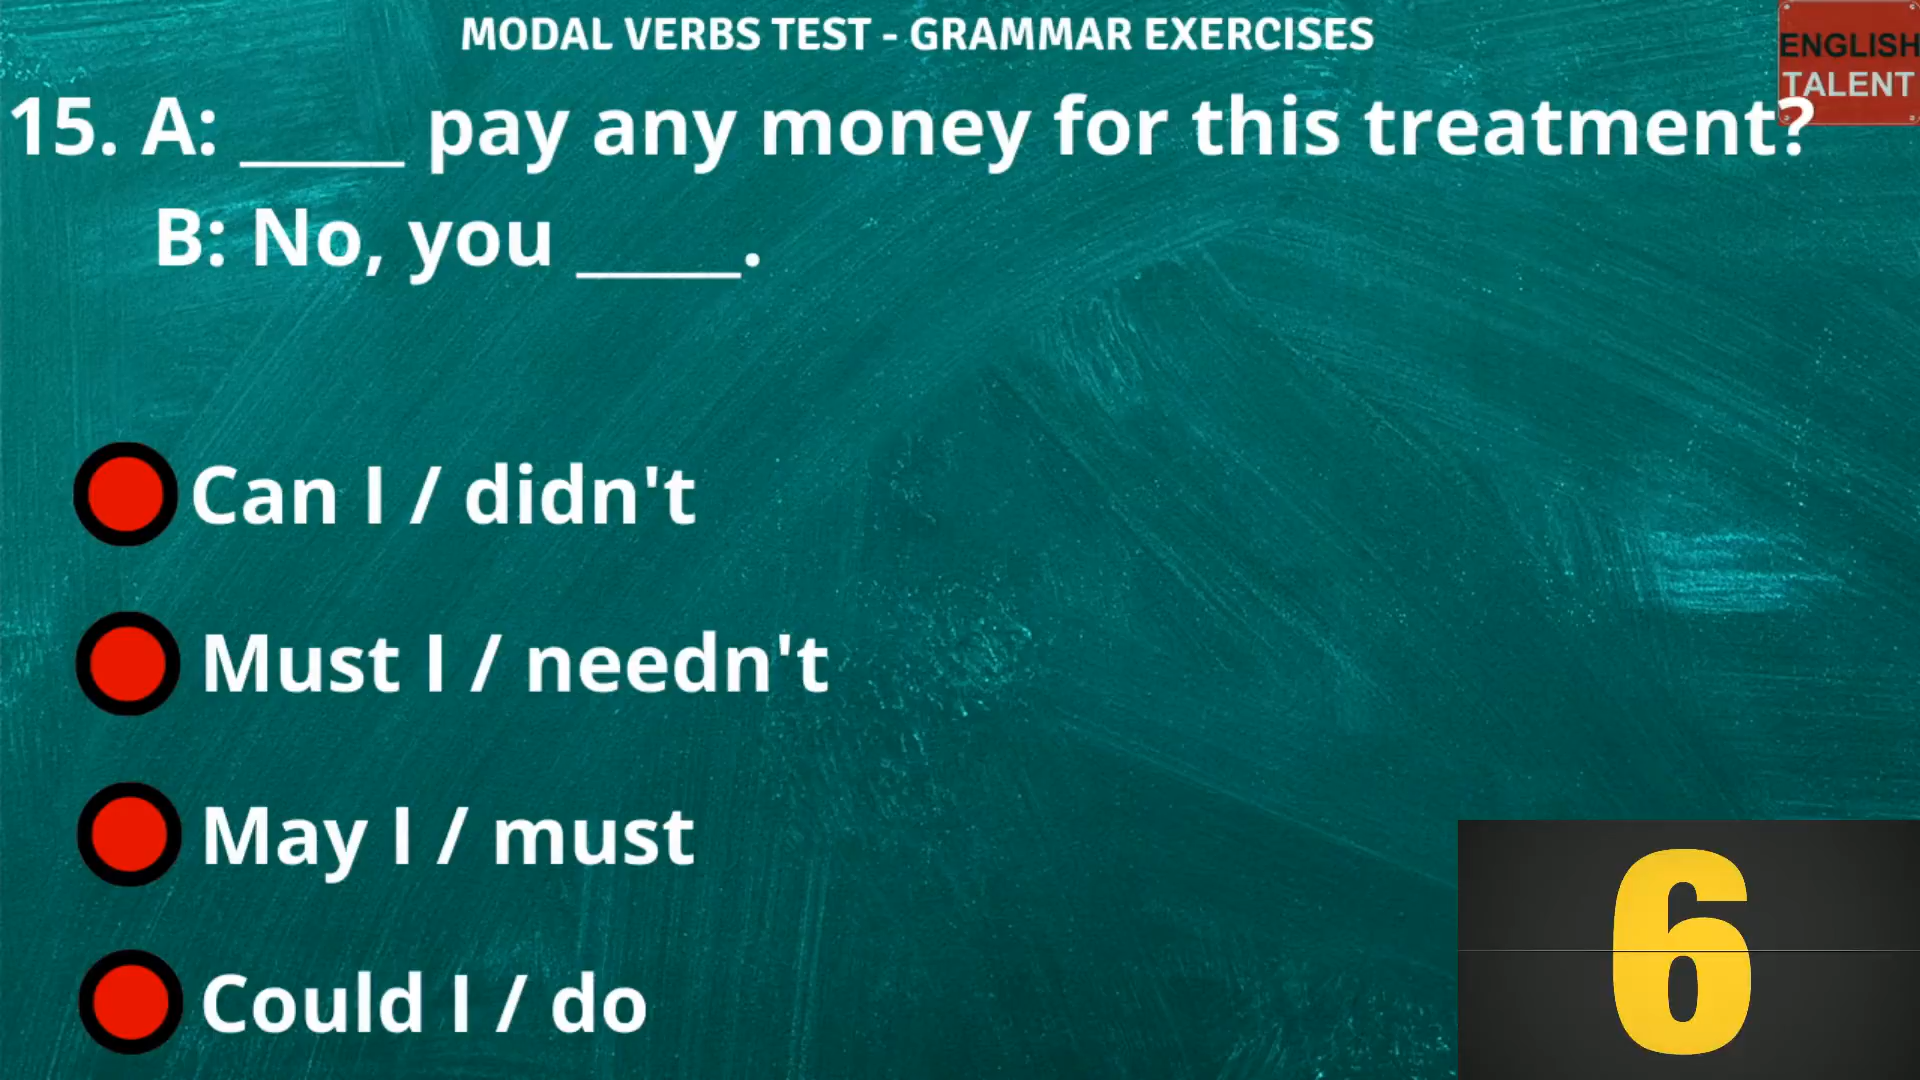 MODAL VERBS TEST - GRAMMAR EXERCISES
ENGLISH
TALENT
15. A: _____ pay any money for this treatment?
B: No, you _____.
Can I / didn't
Must I / needn't
May I / must
Could I / do
6